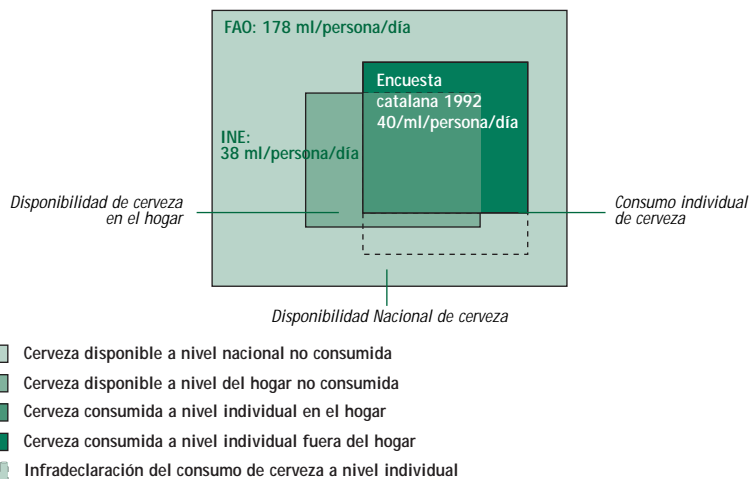 FAO: 178 ml/persona/día
Encuesta
catalana 1992
40/ml/persona/día
INE:
38 ml/persona/día
Disponibilidad de cerveza
en el hogar
Consumo individual
de cerveza
Disponibilidad Nacional de cerveza
Cerveza disponible a nivel nacional no consumida
Cerveza disponible a nivel del hogar no consumida
Cerveza consumida a nivel individual en el hogar
Cerveza consumida a nivel individual fuera del hogar
Infradeclaración del consumo de cerveza a nivel individual